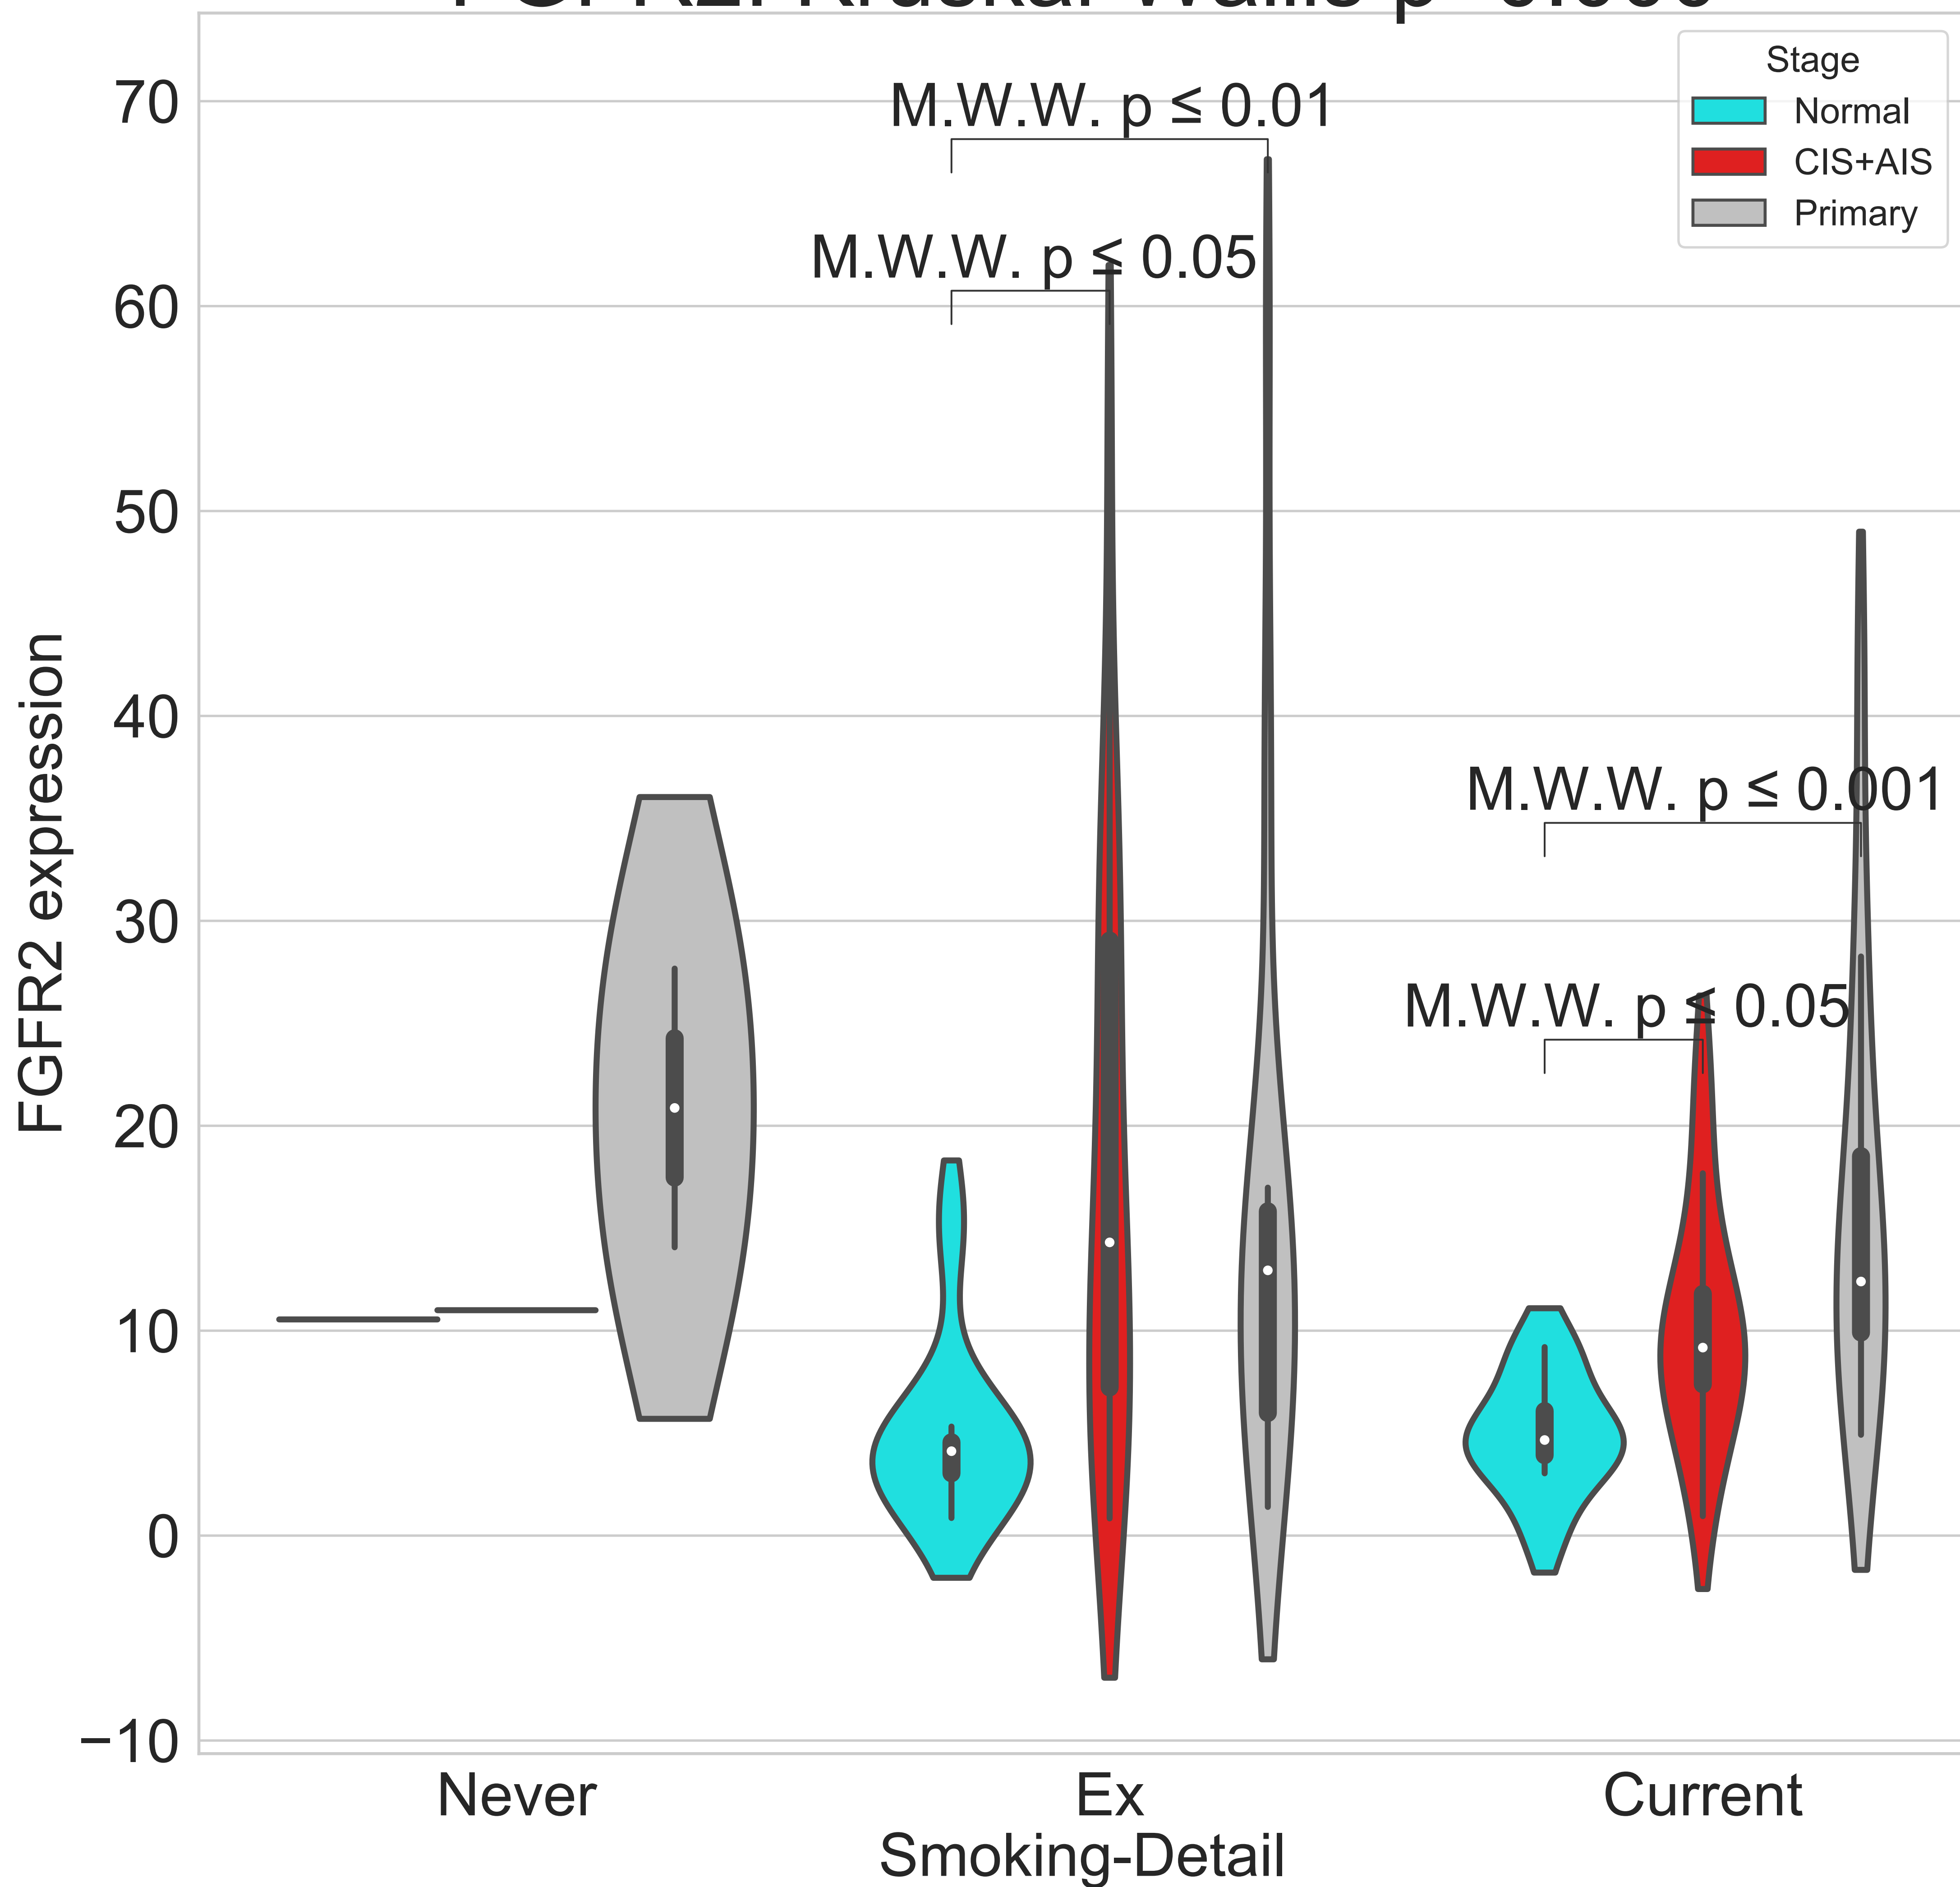 Stage
Normal
CIS+AIS
Primary
M.W.W. p ≤ 0.01
M.W.W. p ≤ 0.05
M.W.W. p ≤ 0.001
M.W.W. p ≤ 0.05
70
60
50
40
30
20
10
0
−10
FGFR2 expression
Never
Ex
Current
Smoking-Detail